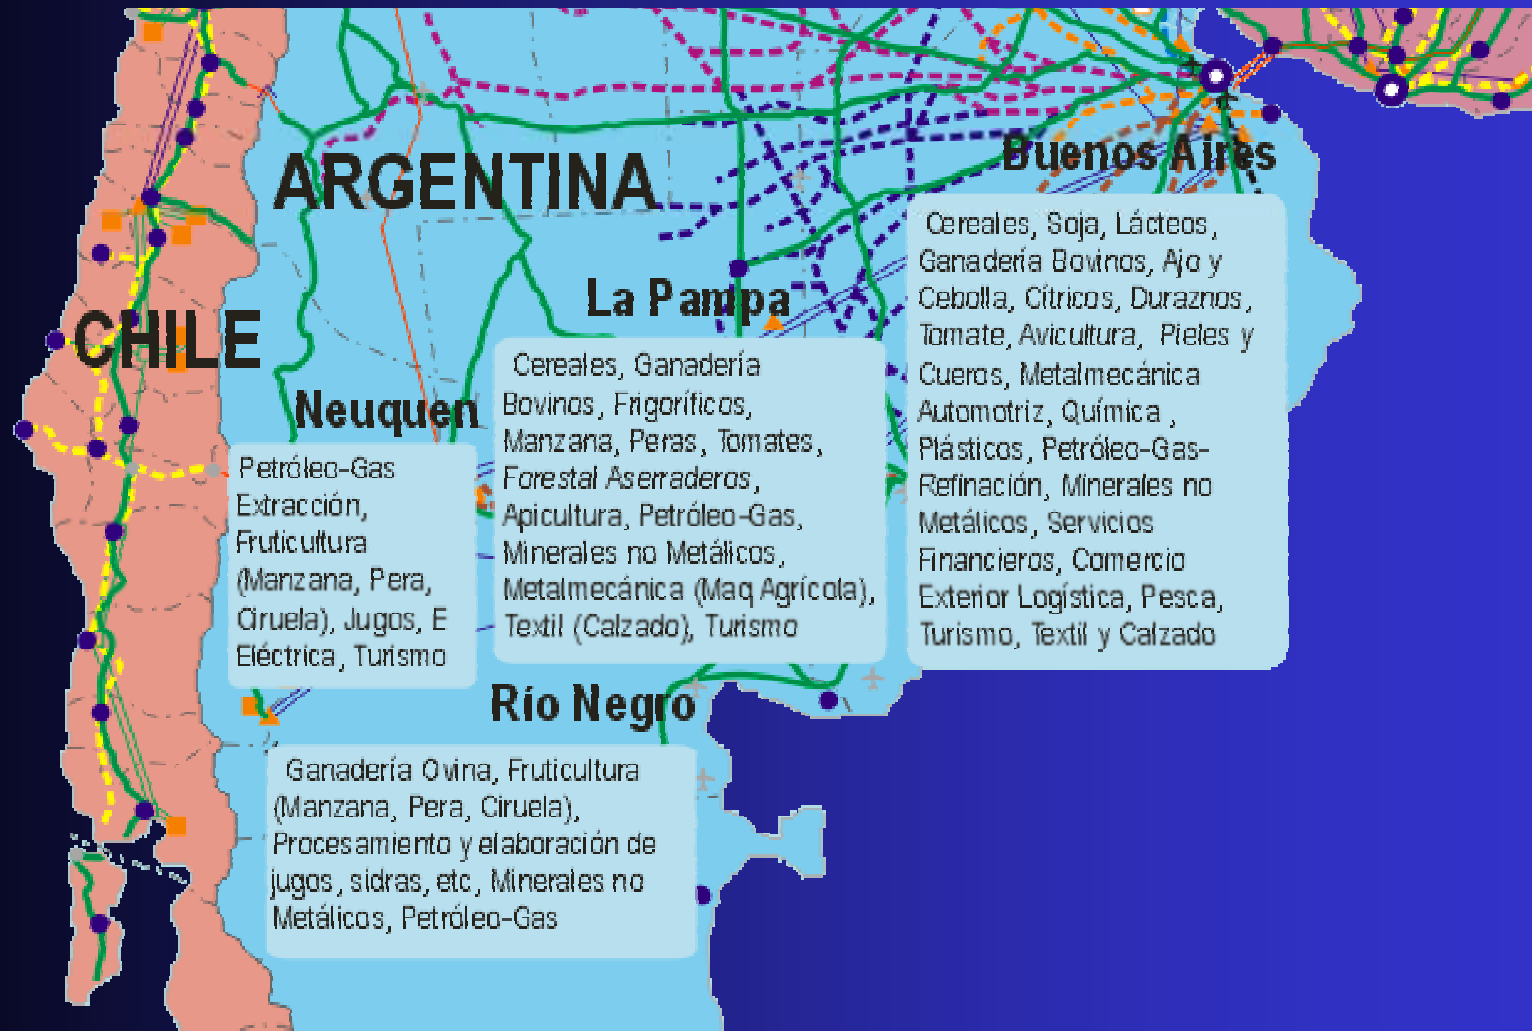 ARGENTINA
CHILE
Buenos Aires
Cereales, Soja, Lácteos,
Ganadería Bovinos, Ajo y
Cebolla, Cítricos, Duraznos,
Tomate, Avicultura, Pieles y
Cueros, Metalmecánica
Automotriz, Química ,
Plásticos, Petróleo-Gas-
Refinación, Minerales no
Metálicos, Servicios
Financieros, Comercio
Exterior Logística, Pesca,
Turismo, Textil y Calzado
La Pampa
Cereales, Ganadería
Bovinos, Frigoríficos,
Manzana, Peras, Tomates,
Forestal Aserraderos,
Apicultura, Petróleo-Gas,
Minerales no Metálicos,
Metalmecánica (Maq Agrícola),
Textil (Calzado), Turismo
Neuquen
Petróleo-Gas
Extracción,
Fruticultura
(Manzana, Pera,
Ciruela), Jugos, E
Eléctrica, Turismo
Río Negro
Ganadería Ovina, Fruticultura
(Manzana, Pera, Ciruela),
Procesamiento y elaboración de
jugos, sidras, etc, Minerales no
Metálicos, Petróleo-Gas